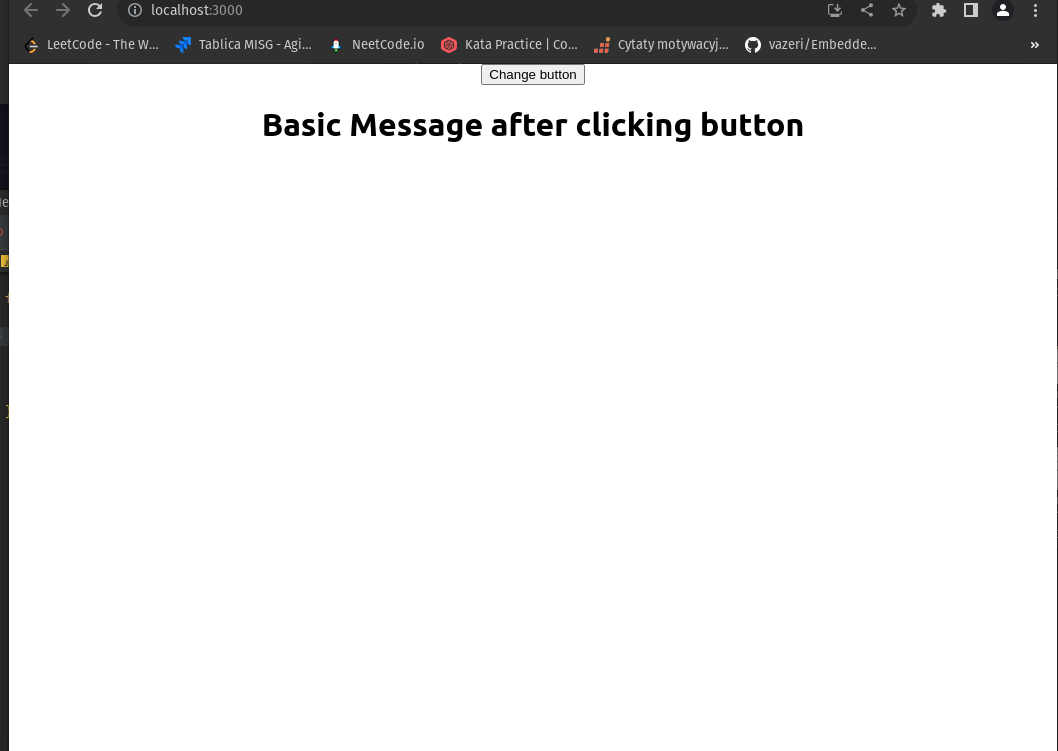 localhost:3000
LeetCode - The W... Tablica MISG - Agi... NeetCode.io Kata Practice | Co... Cytaty motywacyj... vazeri/Embedde... »
Change button
Basic Message after clicking button